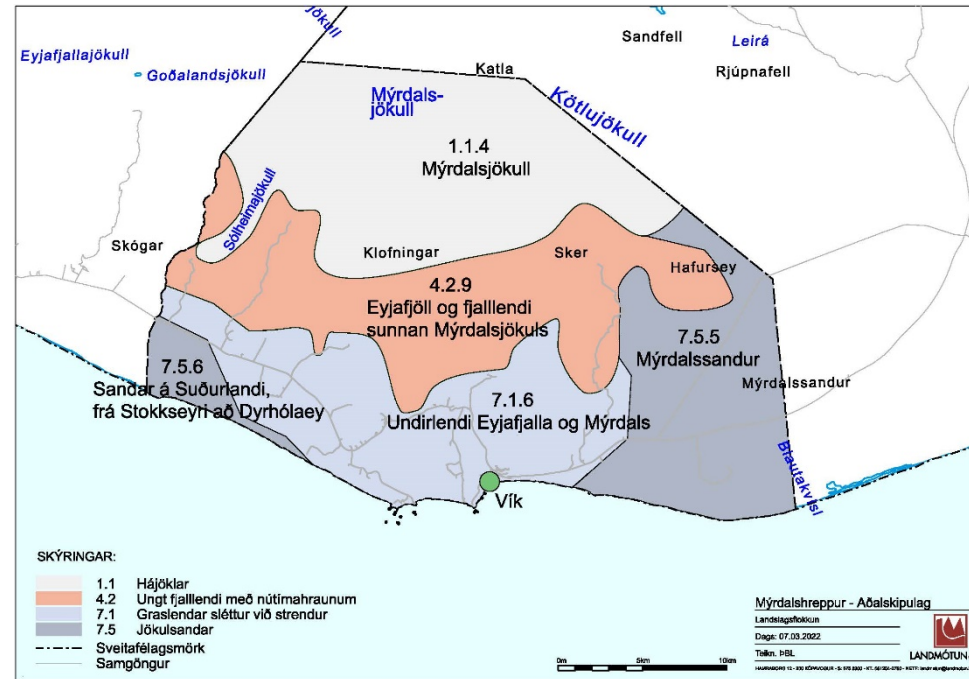 jökull
Sandfell
Leirá
Eyjafjallajökull
Goðalandsjökull
Katla
Rjúpnafell
Mýrdals-
jökull
Kötlujökull
1.1.4
Mýrdalsjökull
Sólheimajökull
Skógar
Klofningar
Sker
Hafursey
4.2.9
Eyjafjöll og fjalllendi
sunnan Mýrdalsjökuls
7.5.5
Mýrdalssandur
7.5.6
Sandar á Suðurlandi,
frá Stokkseyri að Dyrhólaey
Mýrdalssandur
7.1.6
Undirlendi Eyjafjalla og Mýrdals
Blautakvísl
Vík
SKÝRINGAR:
1.1 Hájöklar
4.2 Ungt fjalllendi með nútímahraunum
7.1 Graslendar sléttur við strendur
7.5 Jökulsandar
Sveitafélagsmörk
Samgöngur
0m 5km 10km
Mýrdalshreppur - Aðalskipulag
Landslagsflokkun
Dags: 07.03.2022
Teikn. ÞBL
LANDMÓTUN